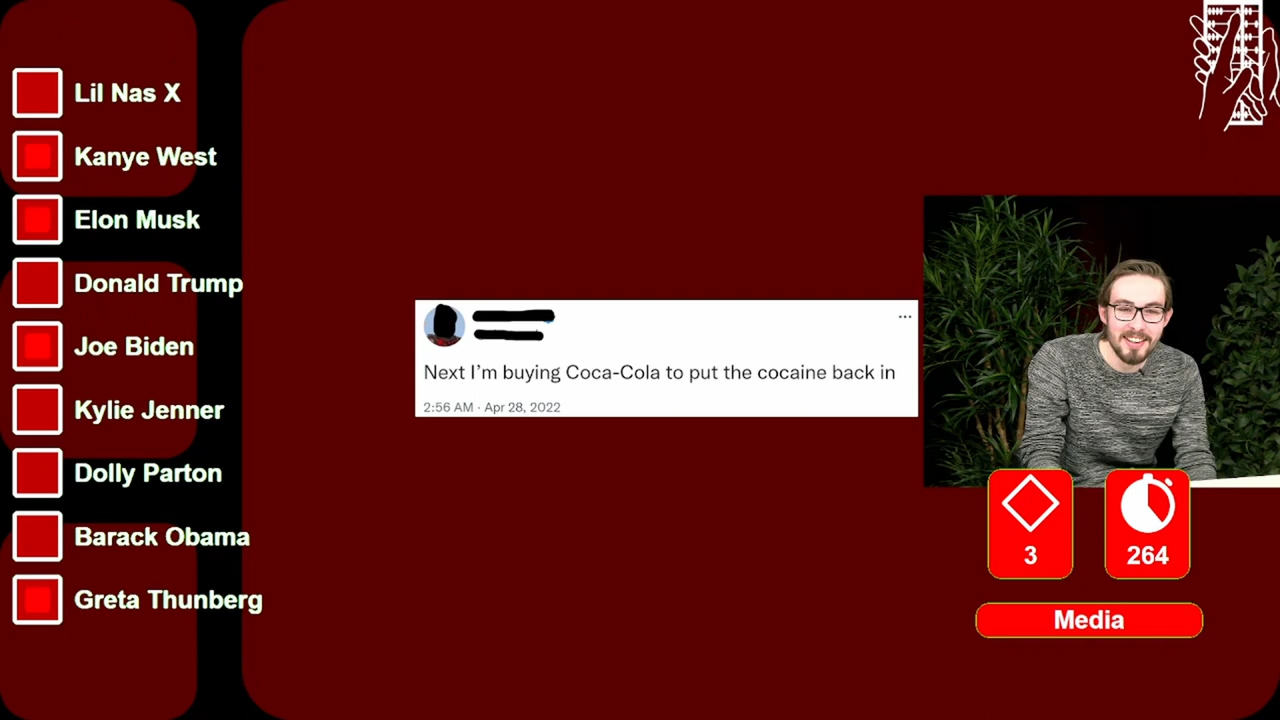 Lil Nas X
Kanye West
Elon Musk
Donald Trump
Joe Biden
Kylie Jenner
Dolly Parton
Barack Obama
Greta Thunberg
...
Next I'm buying Coca-Cola to put the cocaine back in
2:56 AM · Apr 28, 2022
3
264
Media